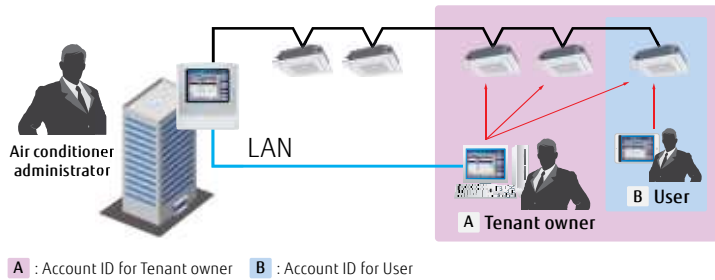 Air conditioner
administrator
LAN
A Tenant owner
B User
A : Account ID for Tenant owner B : Account ID for User